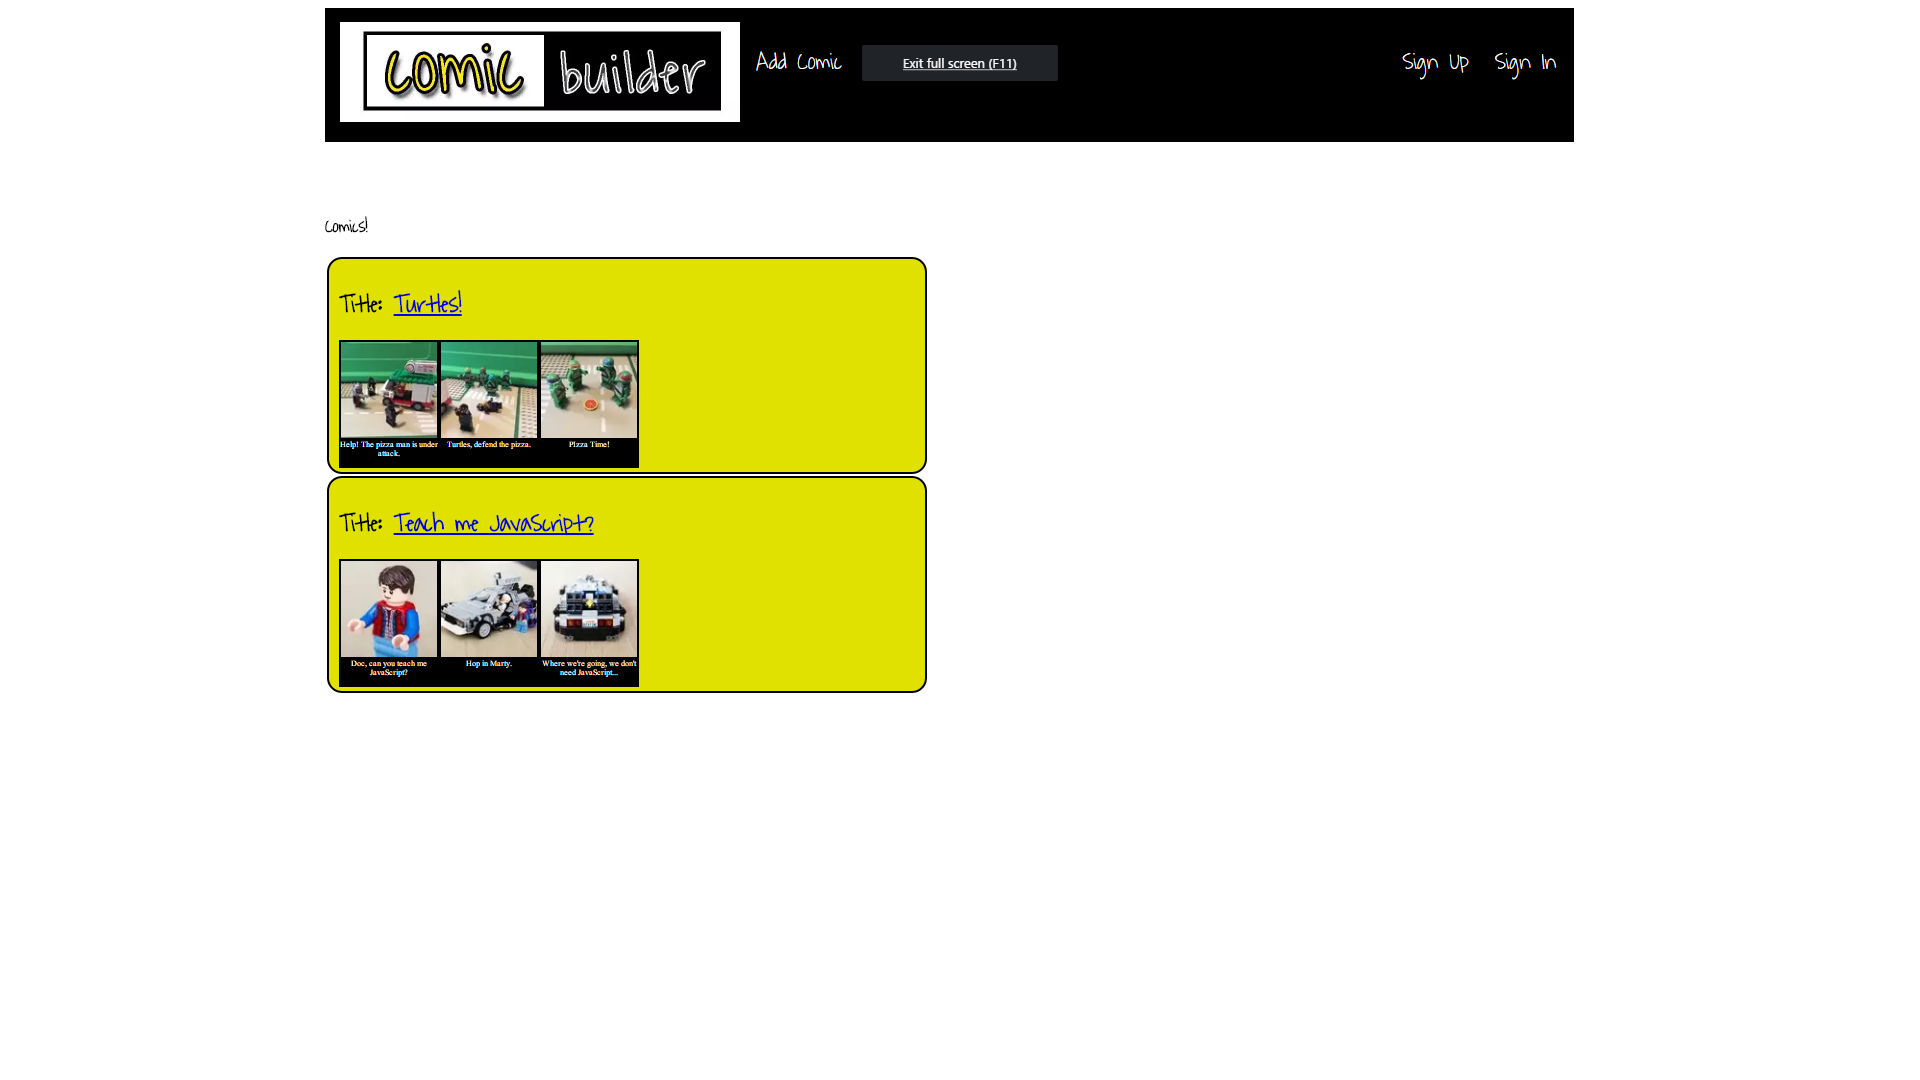 comic builder
Add Comic
Exit full screen (F11)
Sign Up
Sign In
Comics!
Title: Turtles!
Help! The pizza man is under
attack.
Turtles, defend the pizza.
PIzza Time!
Title: Teach me JavaScript?
Doc, can you teach me
JavaScript?
Hop in Marty.
Where we're going, we don't
need JavaScript...